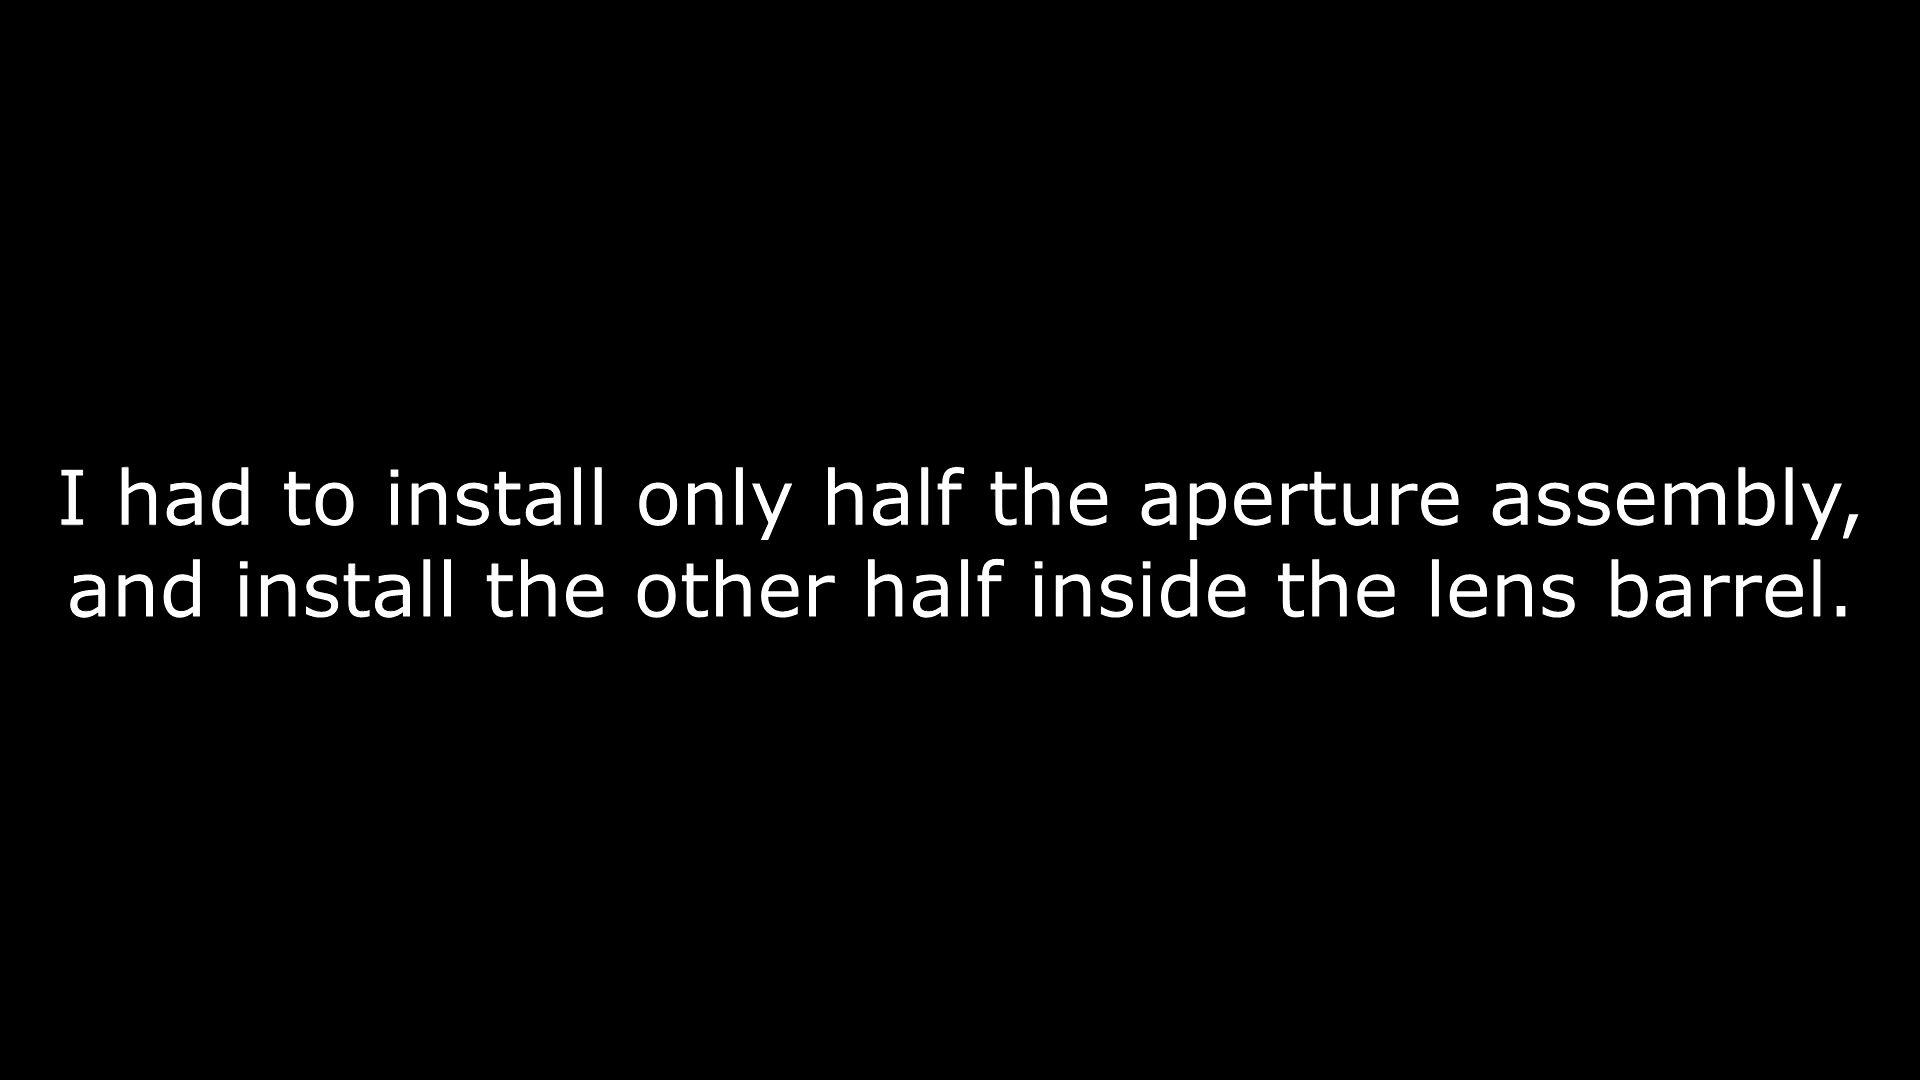 I had to install only half the aperture assembly,
and install the other half inside the lens barrel.